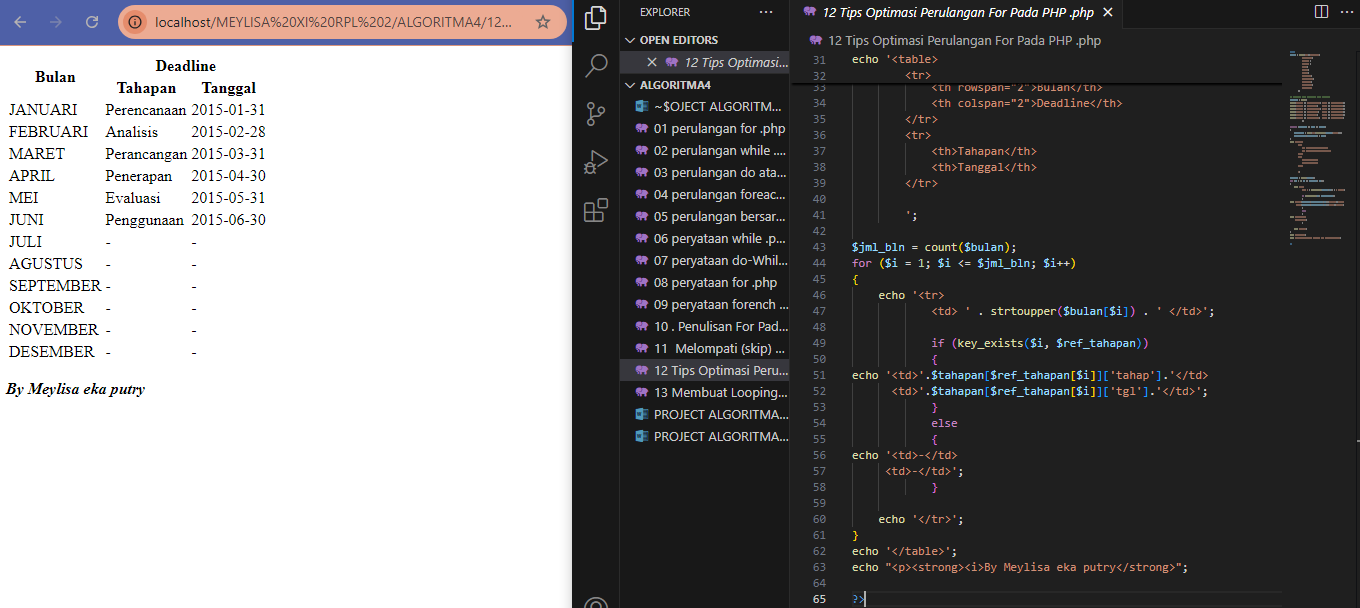 localhost/MEYLISA%20XI%20RPL%202/ALGORITMA4/12...
Bulan Deadline
Tahapan Tanggal
JANUARI Perencanaan 2015-01-31
FEBRUARI Analisis 2015-02-28
MARET Perancangan 2015-03-31
APRIL Penerapan 2015-04-30
MEI Evaluasi 2015-05-31
JUNI Penggunaan 2015-06-30
JULI - -
AGUSTUS - -
SEPTEMBER - -
OKTOBER - -
NOVEMBER - -
DESEMBER - -
By Meylisa eka putry
EXPLORER ...
OPEN EDITORS
12 Tips Optimasi...
ALGORITMA4
~$OJECT ALGORITM...
01 perulangan for .php
02 perulangan while ....
03 perulangan do ata...
04 perulangan foreac...
05 perulangan bersar...
06 peryataan while .p...
07 peryataan do-Whil...
08 peryataan for .php
09 peryataan forench ...
10 . Penulisan For Pad...
11 Melompati (skip) ...
12 Tips Optimasi Peru...
13 Membuat Looping...
PROJECT ALGORITMA...
PROJECT ALGORITMA...
12 Tips Optimasi Perulangan For Pada PHP .php
12 Tips Optimasi Perulangan For Pada PHP .php
31 echo '<table>
32 <tr>
33 <th rowspan="2">Bulan</th>
34 <th colspan="2">Deadline</th>
35 </tr>
36 <tr>
37 <th>Tahapan</th>
38 <th>Tanggal</th>
39 </tr>
40
41 ';
42
43 $jml_bln = count($bulan);
44 for ($i = 1; $i <= $jml_bln; $i++)
45 {
46 echo '<tr>
47 <td> ' . strtoupper($bulan[$i]) . ' </td>';
48
49 if (key_exists($i, $ref_tahapan))
50 {
51 echo '<td>'.$tahapan[$ref_tahapan[$i]]['tahap'].'</td>
52 <td>'.$tahapan[$ref_tahapan[$i]]['tgl'].'</td>';
53 }
54 else
55 {
56 echo '<td>-</td>
57 <td>-</td>';
58 }
59
60 echo '</tr>';
61 }
62 echo '</table>';
63 echo "<p><strong><i>By Meylisa eka putry</strong>";
64
65 ?>